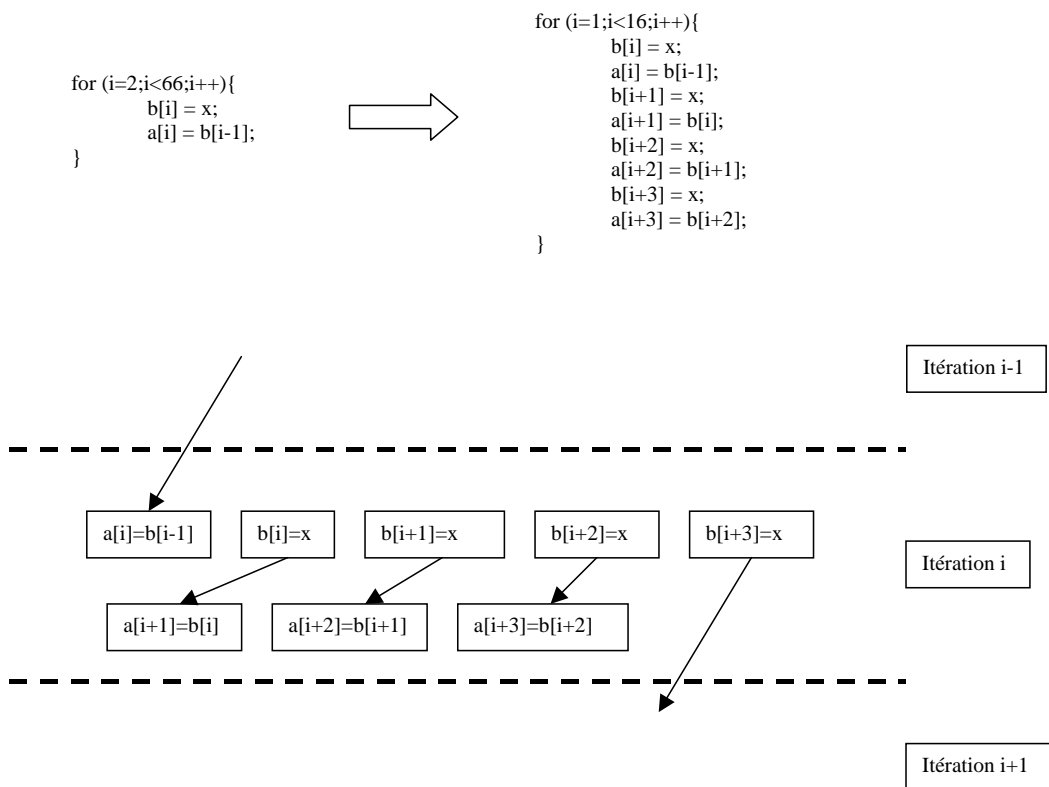 for (i=2;i<66;i++){
b[i] = x;
a[i] = b[i-1];
}
for (i=1;i<16;i++){
b[i] = x;
a[i] = b[i-1];
b[i+1] = x;
a[i+1] = b[i];
b[i+2] = x;
a[i+2] = b[i+1];
b[i+3] = x;
a[i+3] = b[i+2];
}
Itération i-1
a[i]=b[i-1]
b[i]=x
b[i+1]=x
b[i+2]=x
b[i+3]=x
Itération i
a[i+1]=b[i]
a[i+2]=b[i+1]
a[i+3]=b[i+2]
Itération i+1